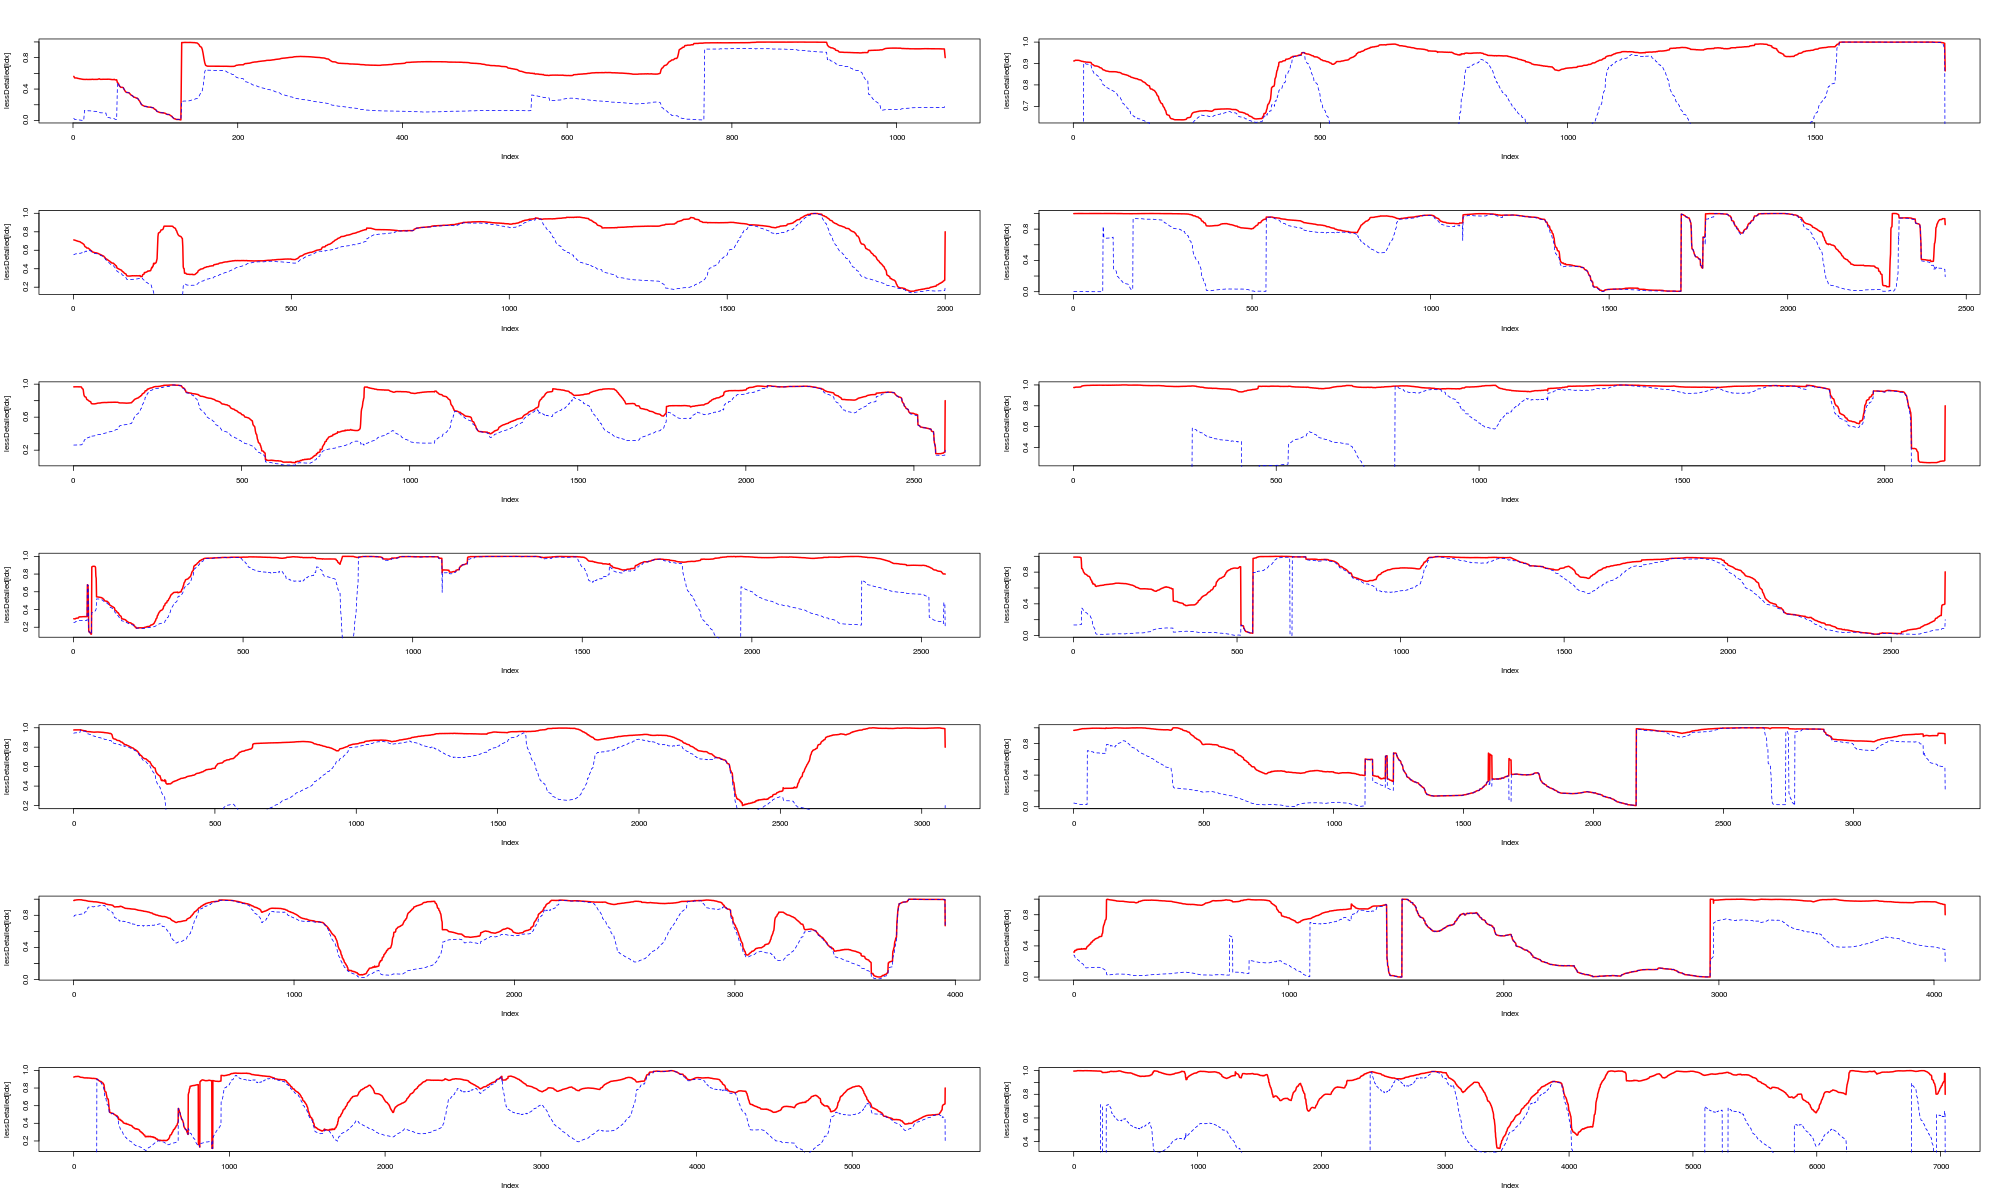 lessDetailed[idx]
0.0 0.4 0.8
0 200 400 600 800 1000
Index
lessDetailed[idx]
0.7 0.8 0.9 1.0
0 500 1000 1500
Index
lessDetailed[idx]
0.2 0.4 0.6 0.8 1.0
0 500 1000 1500 2000
Index
lessDetailed[idx]
0.0 0.4 0.8
0 500 1000 1500 2000 2500
Index
lessDetailed[idx]
0.2 0.6 1.0
0 500 1000 1500 2000 2500
Index
lessDetailed[idx]
0.4 0.6 0.8 1.0
0 500 1000 1500 2000
Index
lessDetailed[idx]
0.2 0.4 0.6 0.8 1.0
0 500 1000 1500 2000 2500
Index
lessDetailed[idx]
0.0 0.4 0.8
0 500 1000 1500 2000 2500
Index
lessDetailed[idx]
0.2 0.4 0.6 0.8 1.0
0 500 1000 1500 2000 2500 3000
Index
lessDetailed[idx]
0.0 0.4 0.8
0 500 1000 1500 2000 2500 3000
Index
lessDetailed[idx]
0.0 0.4 0.8
0 1000 2000 3000 4000
Index
lessDetailed[idx]
0.0 0.4 0.8
0 1000 2000 3000 4000
Index
lessDetailed[idx]
0.2 0.4 0.6 0.8 1.0
0 1000 2000 3000 4000 5000
Index
lessDetailed[idx]
0.4 0.6 0.8 1.0
0 1000 2000 3000 4000 5000 6000 7000
Index